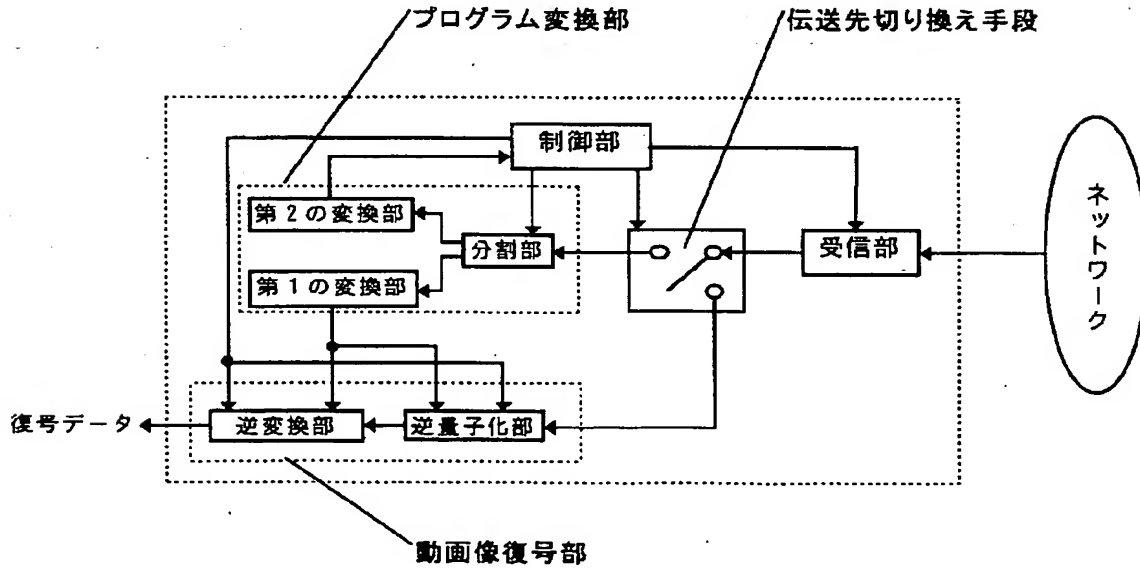 プログラム変換部
伝送先切り換え手段
制御部
第2の変換部
分割部
受信部
ネットワーク
第1の変換部
復号データ
逆変換部
逆量子化部
動画像復号部